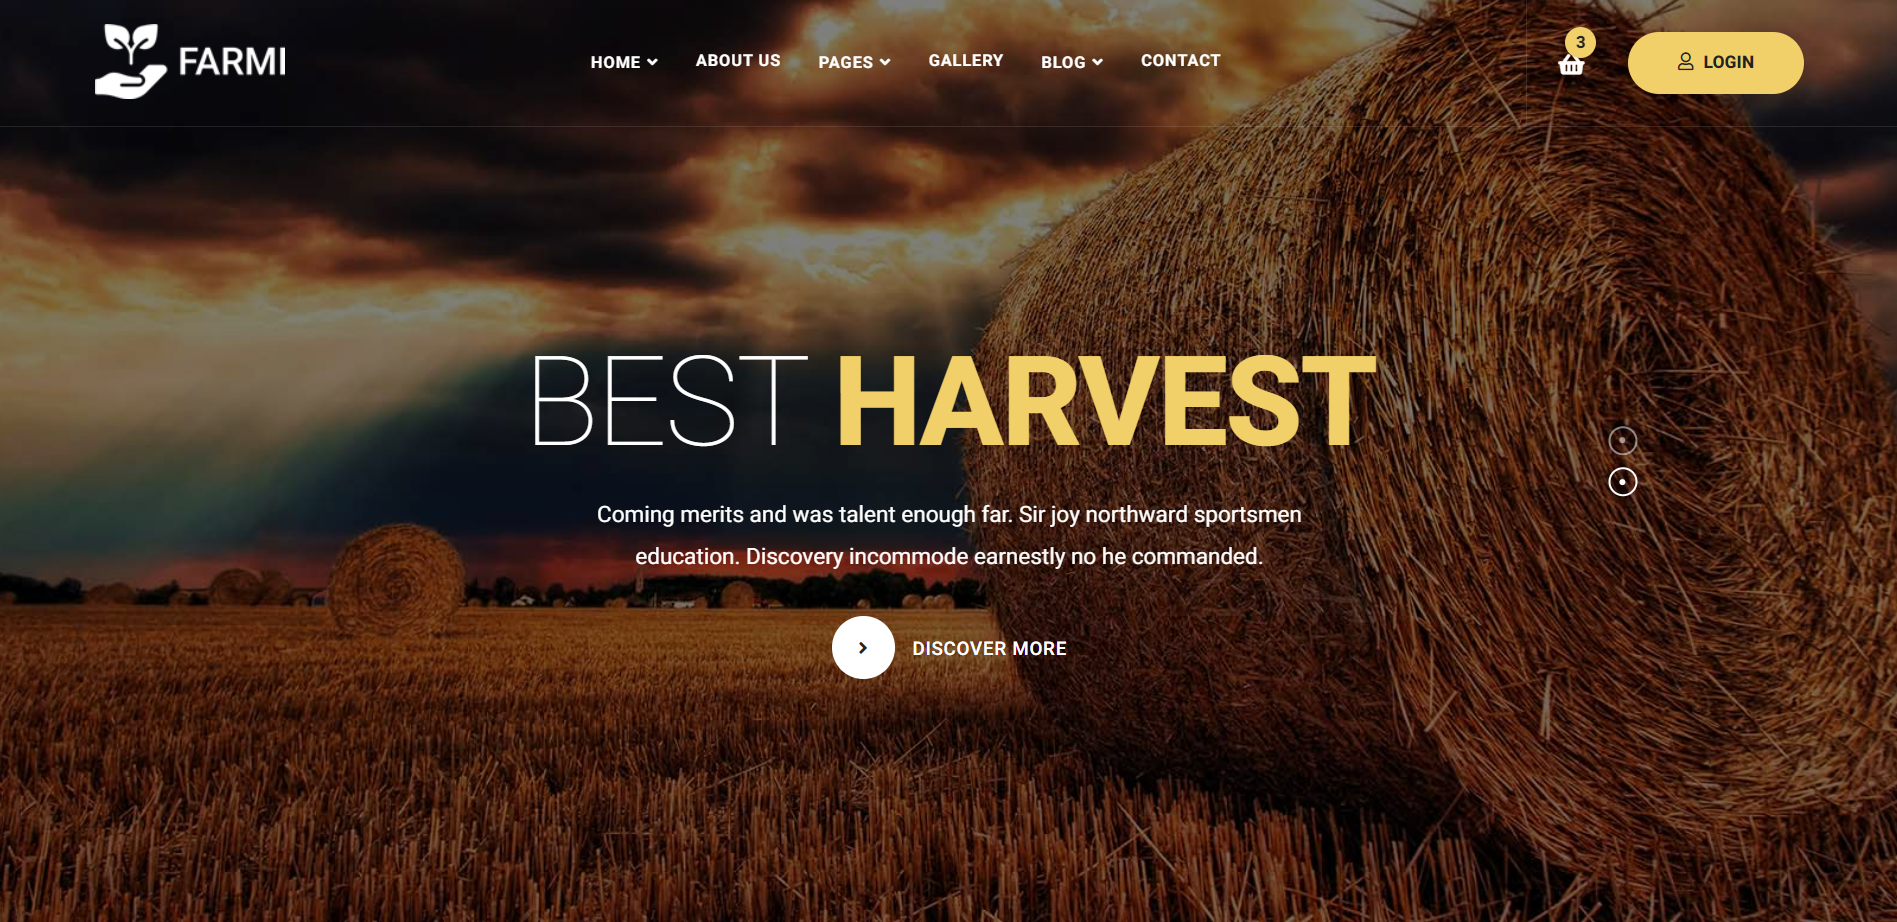 FARMI
HOME
ABOUT US
PAGES
GALLERY
BLOG
CONTACT
3
LOGIN
BEST HARVEST
Coming merits and was talent enough far. Sir joy northward sportsmen
education. Discovery incommode earnestly no he commanded.
DISCOVER MORE